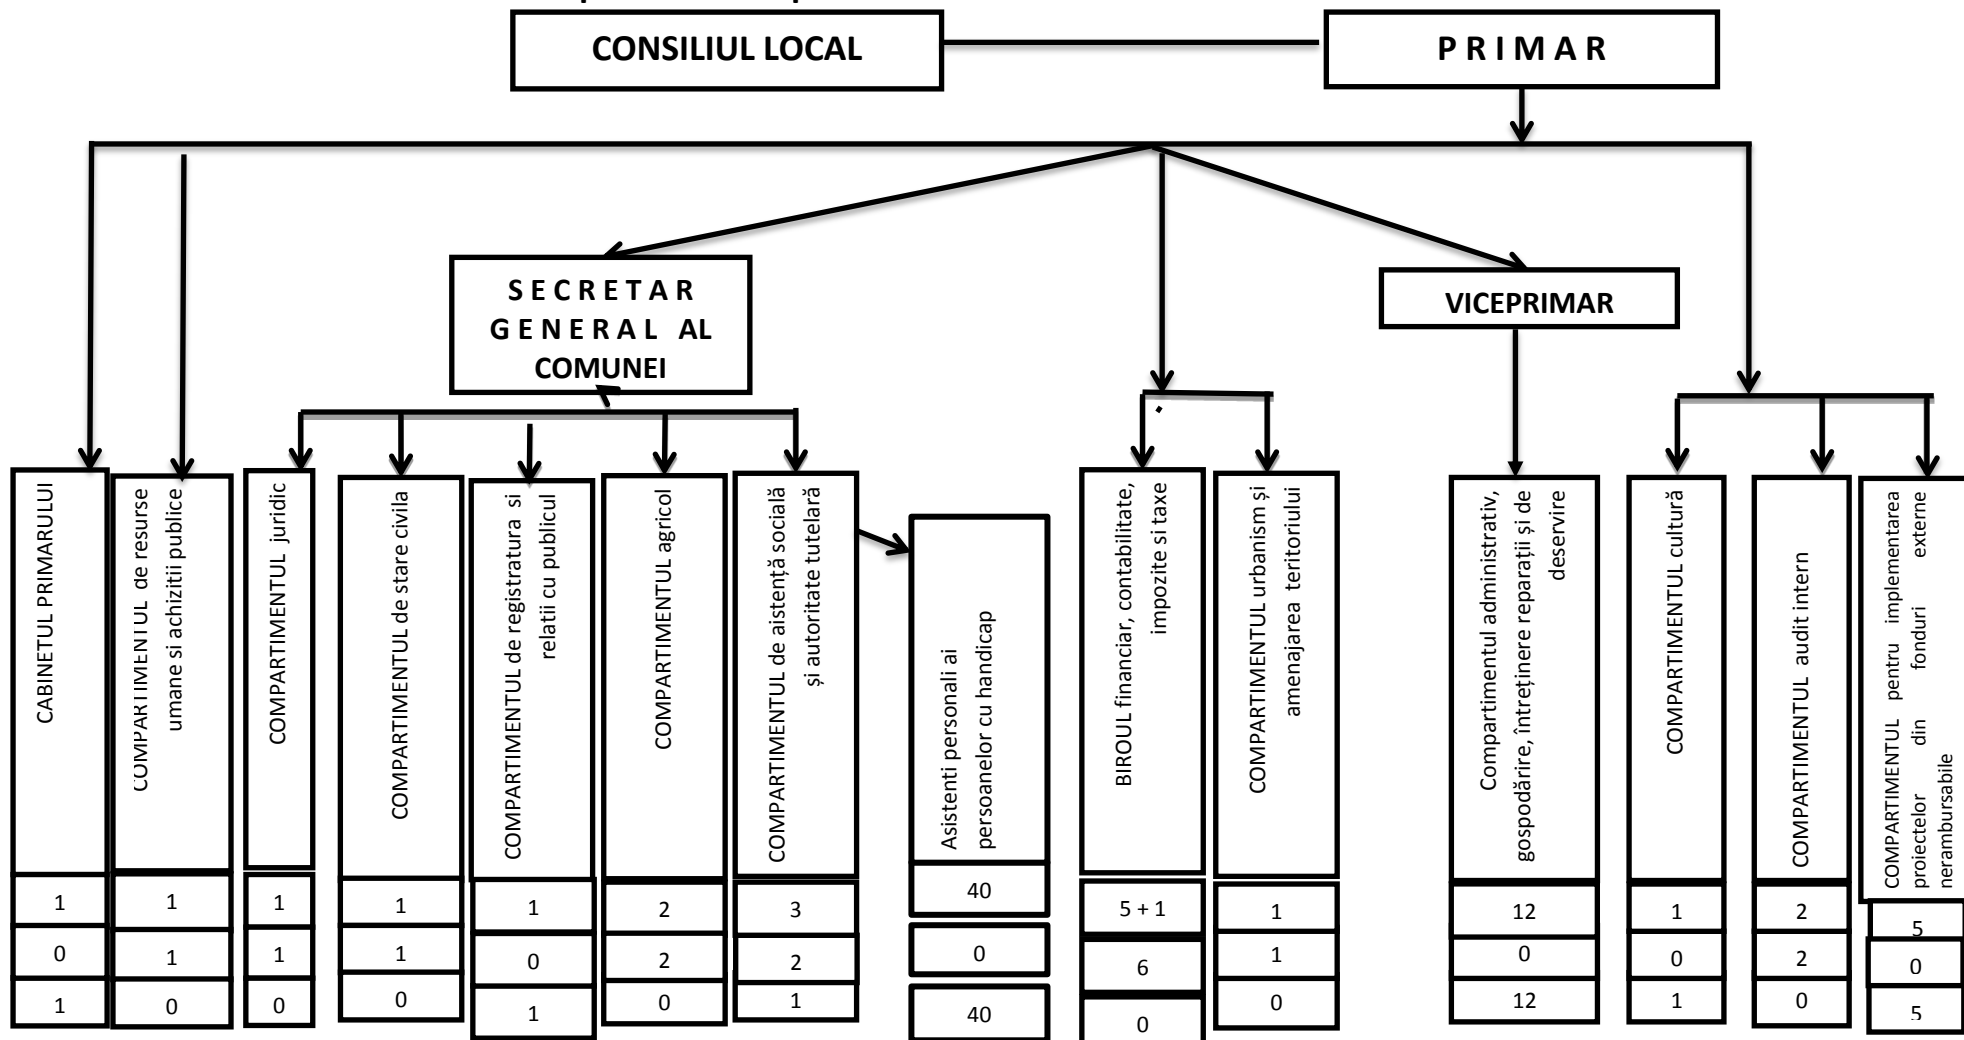 CONSILIUL LOCAL
P R I M A R
S E C R E T A R
G E N E R A L AL
COMUNEI
VICEPRIMAR
CABINETUL PRIMARULUI
COMPARTIMENTUL de resurse
umane si achizitii publice
COMPARTIMENTUL juridic
COMPARTIMENTUL de stare civila
COMPARTIMENTUL de registratura si
relatii cu publicul
COMPARTIMENTUL agricol
COMPARTIMENTUL de aistență socială
și autoritate tutelară
Asistenti personali ai
persoanelor cu handicap
BIROUL financiar, contabilitate,
impozite si taxe
COMPARTIMENTUL urbanism și
amenajarea teritoriului
Compartimentul administrativ,
gospodărire, întreținere reparații și de
deservire
COMPARTIMENTUL cultură
COMPARTIMENTUL audit intern
COMPARTIMENTUL pentru implementarea
proiectelor din fonduri externe
nerambursabile
1 1 1 1 1 2 3 40 5 + 1 1 12 1 2 5
0 1 1 1 0 2 2 0 6 1 0 0 2 0
1 0 0 0 1 0 1 40 0 0 12 1 0 5